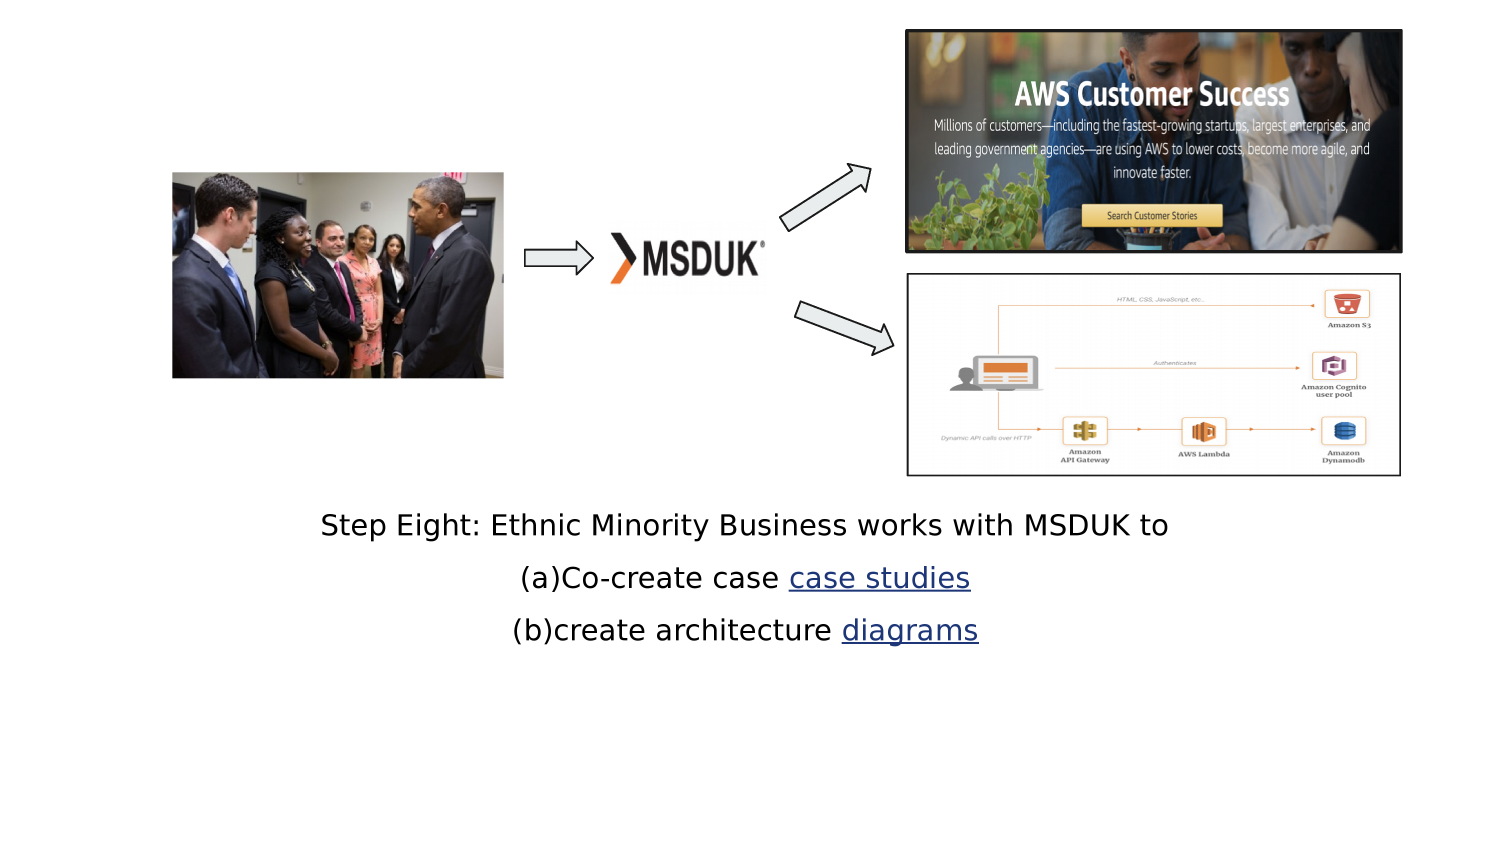 AWS Customer Success
Millions of customers—including the fastest-growing startups, largest enterprises, and
leading government agencies—are using AWS to lower costs, become more agile, and
innovate faster.
Search Customer Stories
MSDUK®
HTML, CSS, JavaScript, etc..
Amazon S3
Authenticates
Amazon Cognito
user pool
Dynamic API calls over HTTP
Amazon
API Gateway
AWS Lambda
Amazon
Dynamodb
Step Eight: Ethnic Minority Business works with MSDUK to
(a)Co-create case case studies
(b)create architecture diagrams